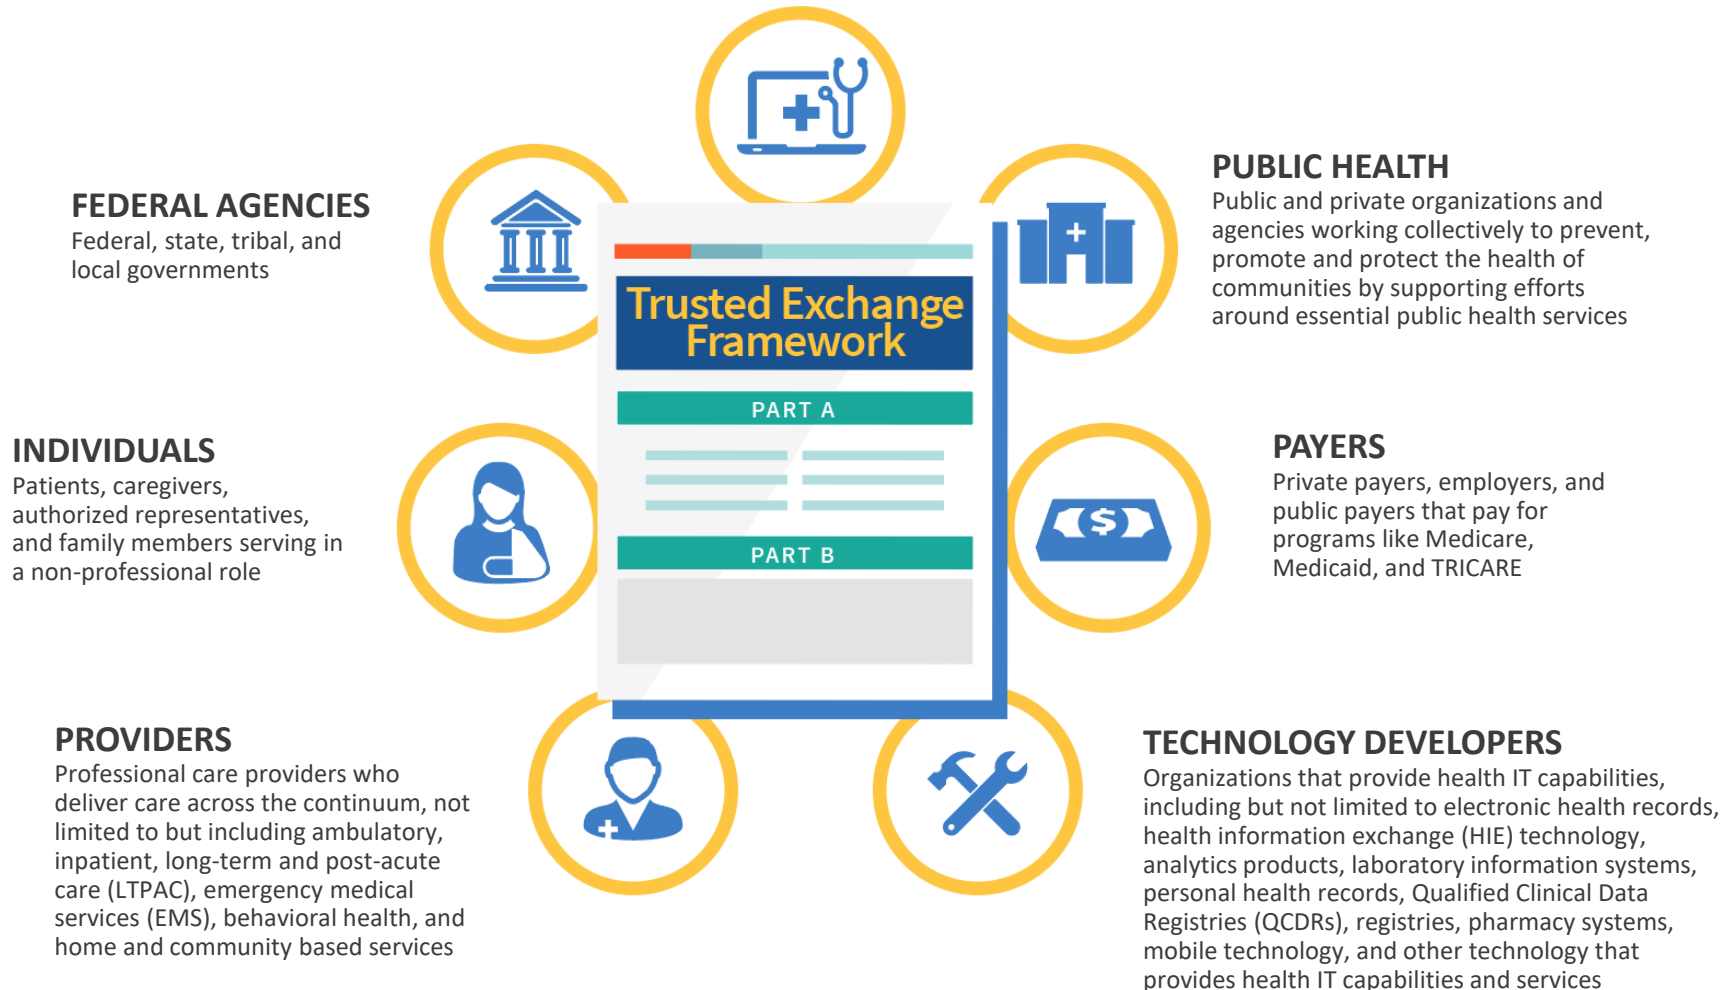 FEDERAL AGENCIES
Federal, state, tribal, and
local governments
PUBLIC HEALTH
Public and private organizations and
agencies working collectively to prevent,
promote and protect the health of
communities by supporting efforts
around essential public health services
Trusted Exchange
Framework
PART A
PART B
INDIVIDUALS
Patients, caregivers,
authorized representatives,
and family members serving in
a non-professional role
PAYERS
Private payers, employers, and
public payers that pay for
programs like Medicare,
Medicaid, and TRICARE
PROVIDERS
Professional care providers who
deliver care across the continuum, not
limited to but including ambulatory,
inpatient, long-term and post-acute
care (LTPAC), emergency medical
services (EMS), behavioral health, and
home and community based services
TECHNOLOGY DEVELOPERS
Organizations that provide health IT capabilities,
including but not limited to electronic health records,
health information exchange (HIE) technology,
analytics products, laboratory information systems,
personal health records, Qualified Clinical Data
Registries (QCDRs), registries, pharmacy systems,
mobile technology, and other technology that
provides health IT capabilities and services